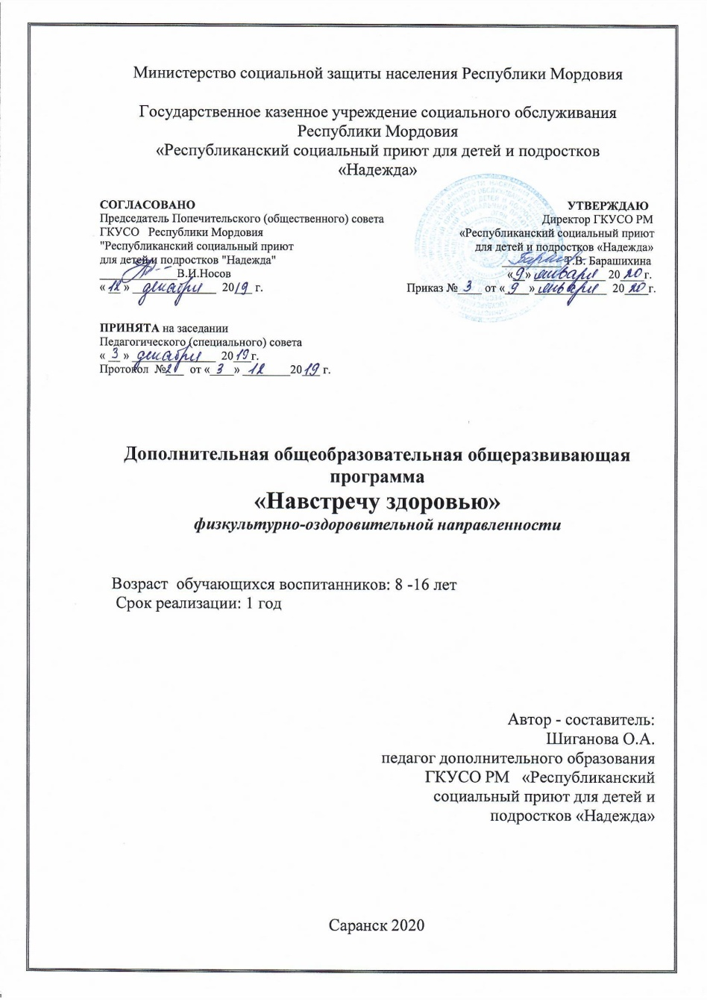 Министерство социальной защиты населения Республики Мордовия
Государственное казенное учреждение социального обслуживания
Республики Мордовия
«Республиканский социальный приют для детей и подростков
«Надежда»
СОГЛАСОВАНО
Председатель Попечительского (общественного) совета
ГКУСО Республики Мордовия
"Республиканский социальный приют
для детей и подростков "Надежда"
_____________В.И.Носов
« 12 » декабря 2019 г.
УТВЕРЖДАЮ
Директор ГКУСО РМ
«Республиканский социальный приют
для детей и подростков «Надежда»
___________Т.В. Барашихина
«9» января 2020 г.
Приказ № 3 от « 9 » января 2020 г.
ПРИНЯТА на заседании
Педагогического (специального) совета
« 3 » декабря 2019 г.
Протокол №2 от « 3 » 12 2019 г.
Дополнительная общеобразовательная общеразвивающая
программа
«Навстречу здоровью»
физкультурно-оздоровительной направленности
Возраст обучающихся воспитанников: 8 -16 лет
Срок реализации: 1 год
Автор - составитель:
Шиганова О.А.
педагог дополнительного образования
ГКУСО РМ «Республиканский
социальный приют для детей и
подростков «Надежда»
Саранск 2020